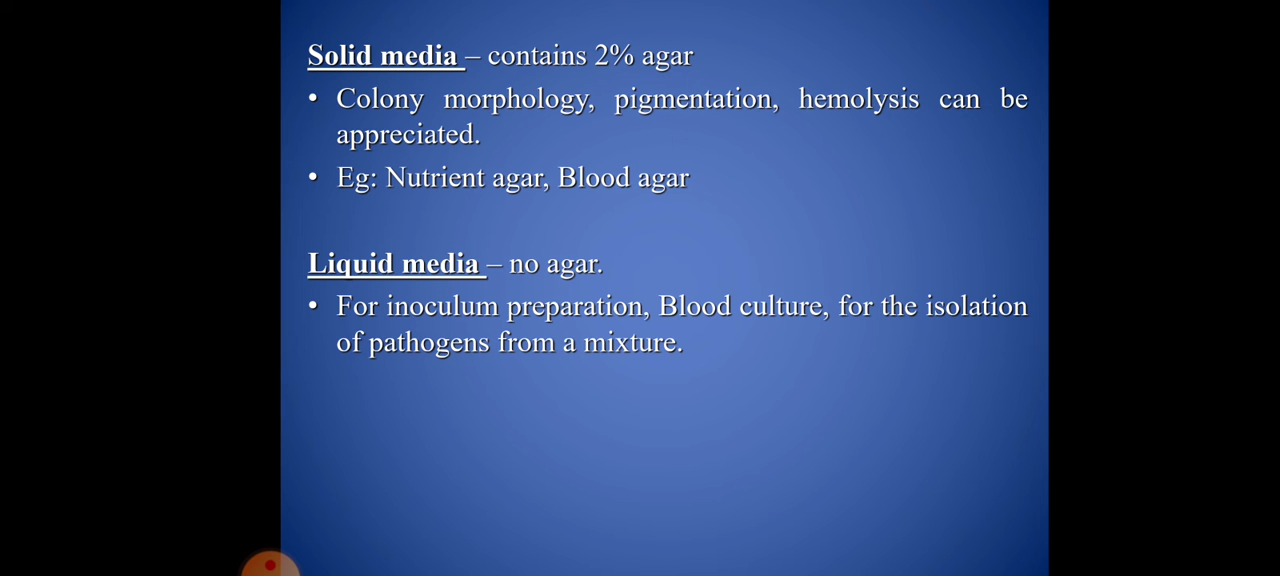 Solid media – contains 2% agar
• Colony morphology, pigmentation, hemolysis can be
appreciated.
• Eg: Nutrient agar, Blood agar
Liquid media – no agar.
• For inoculum preparation, Blood culture, for the isolation
of pathogens from a mixture.